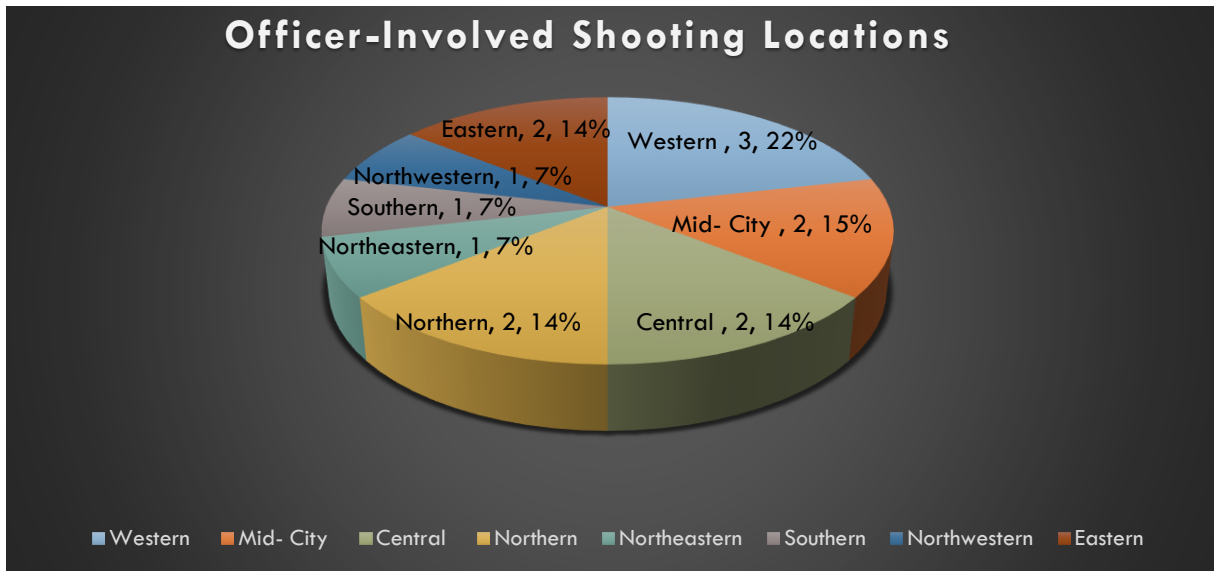 Officer-Involved Shooting Locations
Eastern, 2, 14%
Western , 3, 22%
Northwestern, 1, 7%
Southern, 1, 7%
Mid- City , 2, 15%
Northeastern, 1, 7%
Northern, 2, 14%
Central , 2, 14%
Western Mid- City Central Northern Northeastern Southern Northwestern Eastern